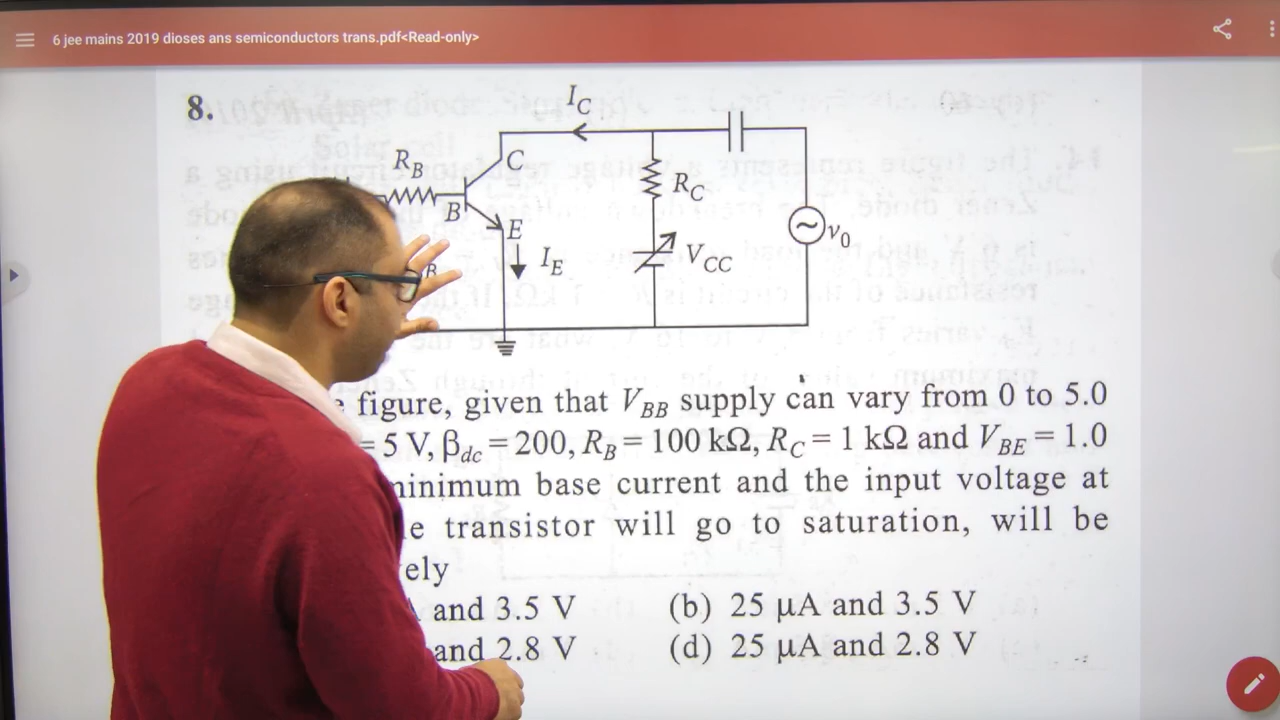 6 jee mains 2019 dioses ans semiconductors trans.pdf<Read-only>
8.
I_C
R_B
C
R_C
B
E
v_0
I_E
V_CC
R
figure, given that V_BB supply can vary from 0 to 5.0
= 5 V, β_dc = 200, R_B = 100 kΩ, R_C = 1 kΩ and V_BE = 1.0
minimum base current and the input voltage at
transistor will go to saturation, will be
ely
and 3.5 V (b) 25 μA and 3.5 V
and 2.8 V (d) 25 μA and 2.8 V